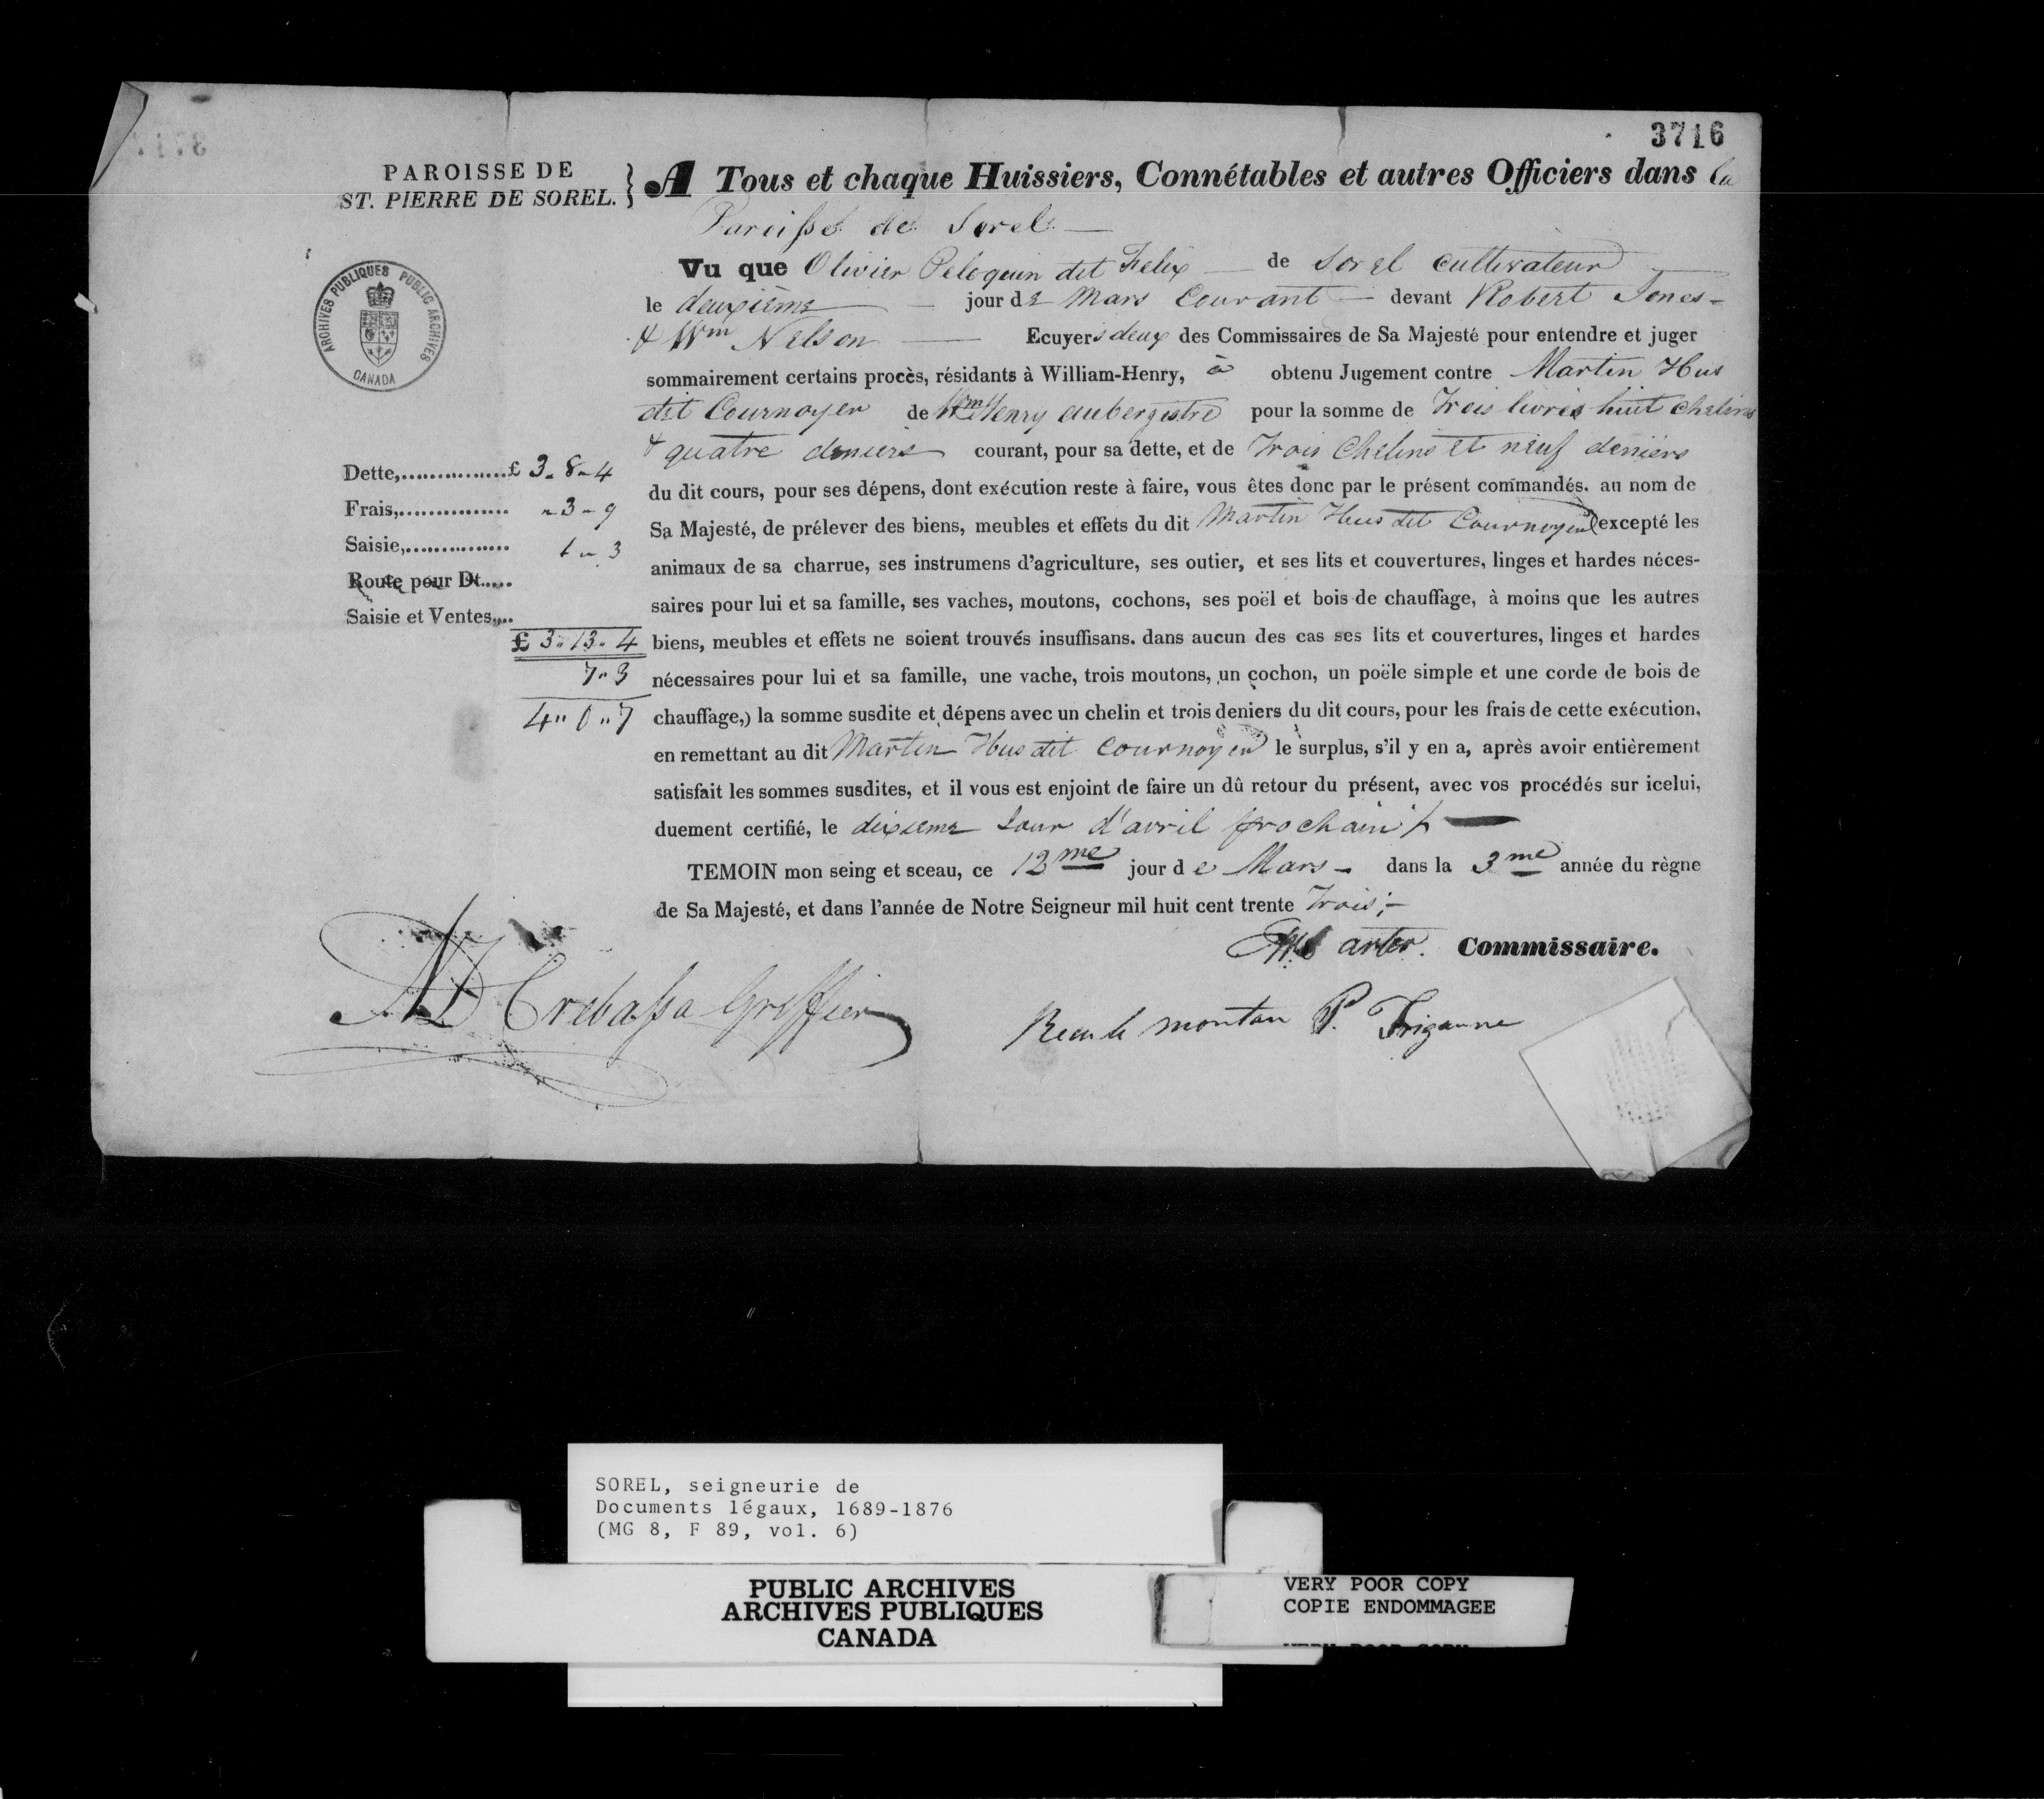 3716
PAROISSE DE
ST. PIERRE DE SOREL.
A Tous et chaque Huissiers, Connétables et autres Officiers dans la
Paroisse de Sorel
Vu que Olivier Peloquin dit Felix de Sorel cultivateur
le deuxième jour de Mars Courant devant Robert Jones
& Wm Nelson Ecuyers deux des Commissaires de Sa Majesté pour entendre et juger
sommairement certains procès, résidants à William-Henry, à obtenu Jugement contre Martin Hus
dit Cournoyer de Wm Henry aubergistre pour la somme de Trois livres huit chelins
& quatre deniers courant, pour sa dette, et de Trois Chelins et neuf deniers
du dit cours, pour ses dépens, dont exécution reste à faire, vous êtes donc par le présent commandés. au nom de
Sa Majesté, de prélever des biens, meubles et effets du dit Martin Hus dit Cournoyer (excepté les
animaux de sa charrue, ses instrumens d'agriculture, ses outier, et ses lits et couvertures, linges et hardes néces-
saires pour lui et sa famille, ses vaches, moutons, cochons, ses poël et bois de chauffage, à moins que les autres
biens, meubles et effets ne soient trouvés insuffisans. dans aucun des cas ses lits et couvertures, linges et hardes
nécessaires pour lui et sa famille, une vache, trois moutons, un cochon, un poële simple et une corde de bois de
chauffage,) la somme susdite et dépens avec un chelin et trois deniers du dit cours, pour les frais de cette exécution,
en remettant au dit Martin Hus dit Cournoyer le surplus, s'il y en a, après avoir entièrement
satisfait les sommes susdites, et il vous est enjoint de faire un dû retour du présent, avec vos procédés sur icelui,
duement certifié, le dixieme Jour d'avril prochain
TEMOIN mon seing et sceau, ce 12me jour de Mars dans la 3me année du règne
de Sa Majesté, et dans l'année de Notre Seigneur mil huit cent trente Trois;
Commissaire.
Dette,...............£ 3-8-4
Frais,............... 3-9
Saisie,............... 1-3
Route pour Dt.....
Saisie et Ventes,...
£ 3-13-4
7-3
4-0-7
AD Crebassa Greffier
Recu le montan P.
ARCHIVES PUBLIQUES PUBLIC ARCHIVES
CANADA
SOREL, seigneurie de
Documents légaux, 1689-1876
(MG 8, F 89, vol. 6)
PUBLIC ARCHIVES
ARCHIVES PUBLIQUES
CANADA
VERY POOR COPY
COPIE ENDOMMAGEE